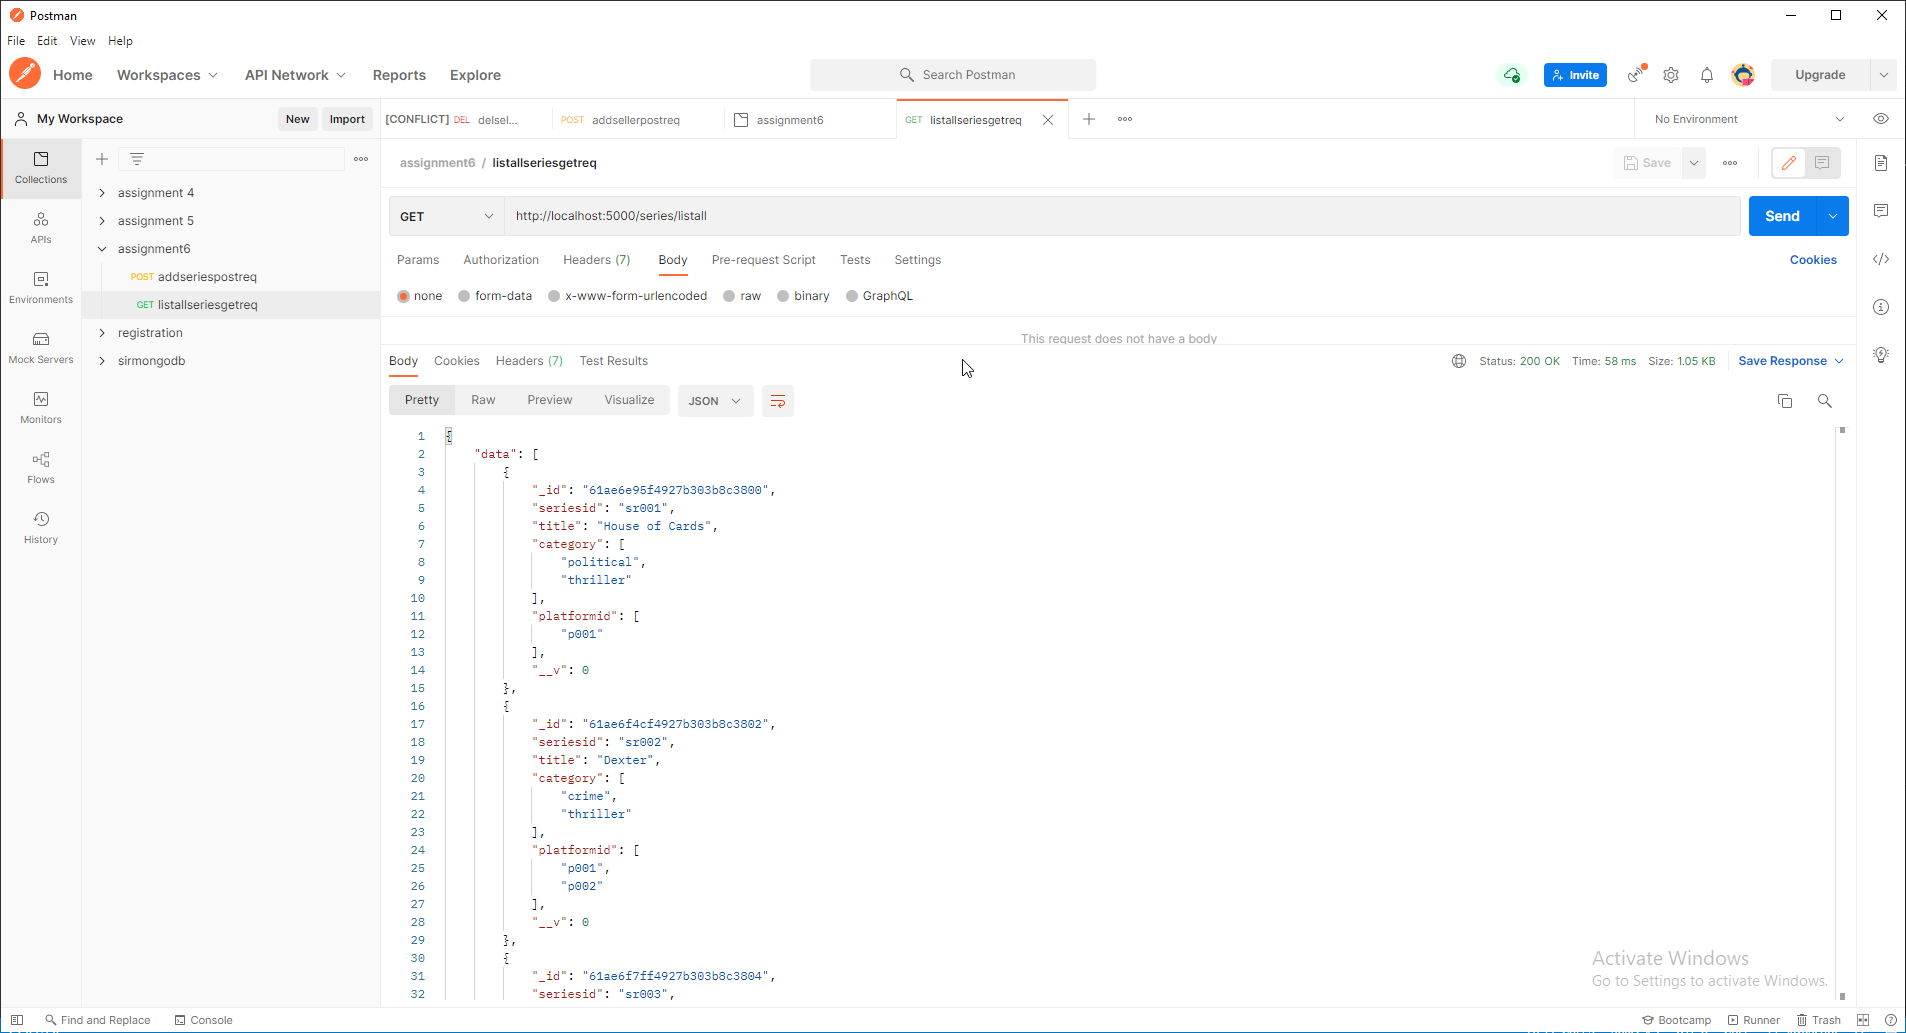 Postman
File Edit View Help
Home Workspaces API Network Reports Explore Search Postman Invite Upgrade
My Workspace New Import [CONFLICT] DEL delsel... POST addsellerpostreq assignment6 GET listallseriesgetreq No Environment
Collections
APIs
Environments
Mock Servers
Monitors
Flows
History
assignment 4
assignment 5
assignment6
POST addseriespostreq
GET listallseriesgetreq
registration
sirmongodb
assignment6 / listallseriesgetreq Save
GET http://localhost:5000/series/listall Send
Params Authorization Headers (7) Body Pre-request Script Tests Settings Cookies
none form-data x-www-form-urlencoded raw binary GraphQL
This request does not have a body
Body Cookies Headers (7) Test Results Status: 200 OK Time: 58 ms Size: 1.05 KB Save Response
Pretty Raw Preview Visualize JSON
1 {
2 "data": [
3 {
4 "_id": "61ae6e95f4927b303b8c3800",
5 "seriesid": "sr001",
6 "title": "House of Cards",
7 "category": [
8 "political",
9 "thriller"
10 ],
11 "platformid": [
12 "p001"
13 ],
14 "__v": 0
15 },
16 {
17 "_id": "61ae6f4cf4927b303b8c3802",
18 "seriesid": "sr002",
19 "title": "Dexter",
20 "category": [
21 "crime",
22 "thriller"
23 ],
24 "platformid": [
25 "p001",
26 "p002"
27 ],
28 "__v": 0
29 },
30 {
31 "_id": "61ae6f7ff4927b303b8c3804",
32 "seriesid": "sr003",
Activate Windows
Go to Settings to activate Windows.
Find and Replace Console Bootcamp Runner Trash